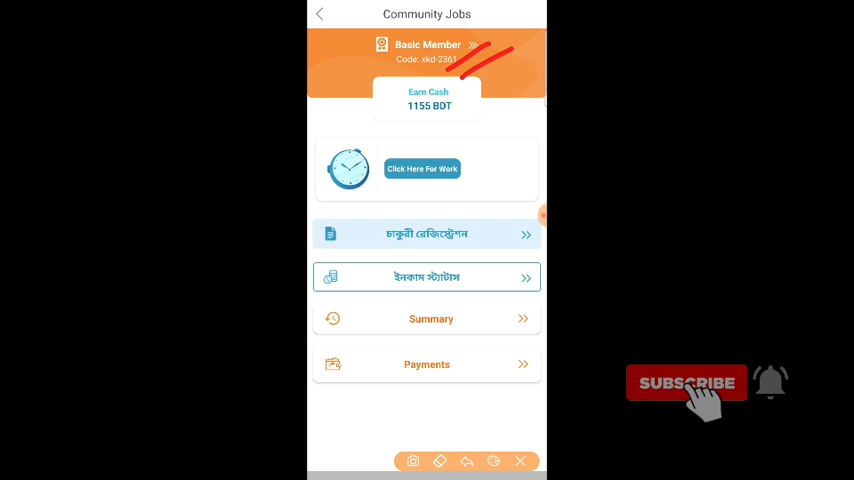 Community Jobs
Basic Member
Code: xkd-2361
Earn Cash
1155 BDT
Click Here For Work
চাকুরী রেজিস্ট্রেশন
ইনকাম স্ট্যাটাস
Summary
Payments
SUBSCRIBE